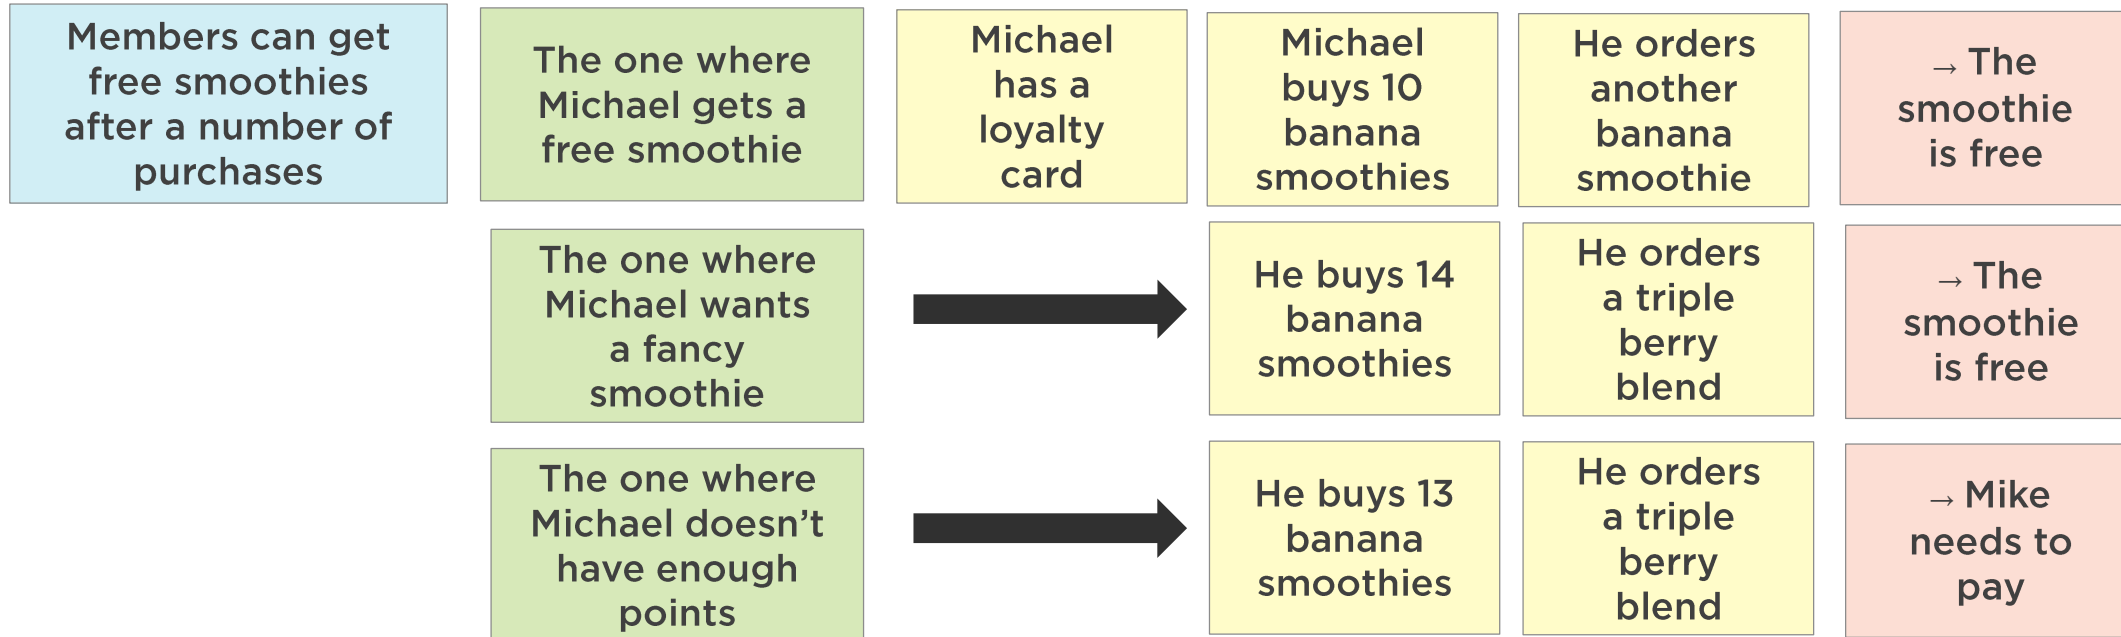 Members can get
free smoothies
after a number of
purchases
The one where
Michael gets a
free smoothie
Michael
has a
loyalty
card
Michael
buys 10
banana
smoothies
He orders
another
banana
smoothie
→ The
smoothie
is free
The one where
Michael wants
a fancy
smoothie
He buys 14
banana
smoothies
He orders
a triple
berry
blend
→ The
smoothie
is free
The one where
Michael doesn’t
have enough
points
He buys 13
banana
smoothies
He orders
a triple
berry
blend
→ Mike
needs to
pay